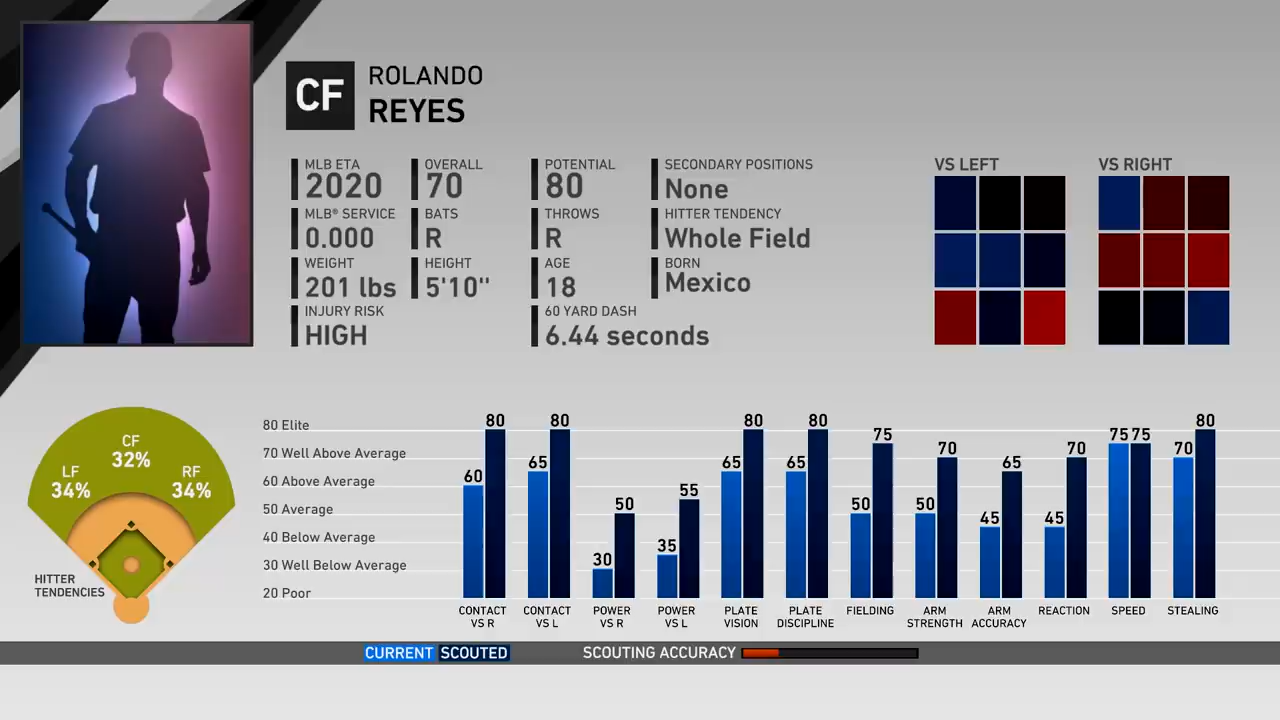 CF
ROLANDO
REYES
MLB ETA
2020
OVERALL
70
POTENTIAL
80
SECONDARY POSITIONS
None
MLB® SERVICE
0.000
BATS
R
THROWS
R
HITTER TENDENCY
Whole Field
WEIGHT
201 lbs
HEIGHT
5'10"
AGE
18
BORN
Mexico
INJURY RISK
HIGH
60 YARD DASH
6.44 seconds
VS LEFT
VS RIGHT
CF
32%
LF
34%
RF
34%
HITTER
TENDENCIES
80 Elite
70 Well Above Average
60 Above Average
50 Average
40 Below Average
30 Well Below Average
20 Poor
60 80
65 80
30 50
35 55
65 80
65 80
50 75
50 70
45 65
45 70
75 75
70 80
CONTACT
VS R
CONTACT
VS L
POWER
VS R
POWER
VS L
PLATE
VISION
PLATE
DISCIPLINE
FIELDING
ARM
STRENGTH
ARM
ACCURACY
REACTION
SPEED
STEALING
CURRENT SCOUTED
SCOUTING ACCURACY